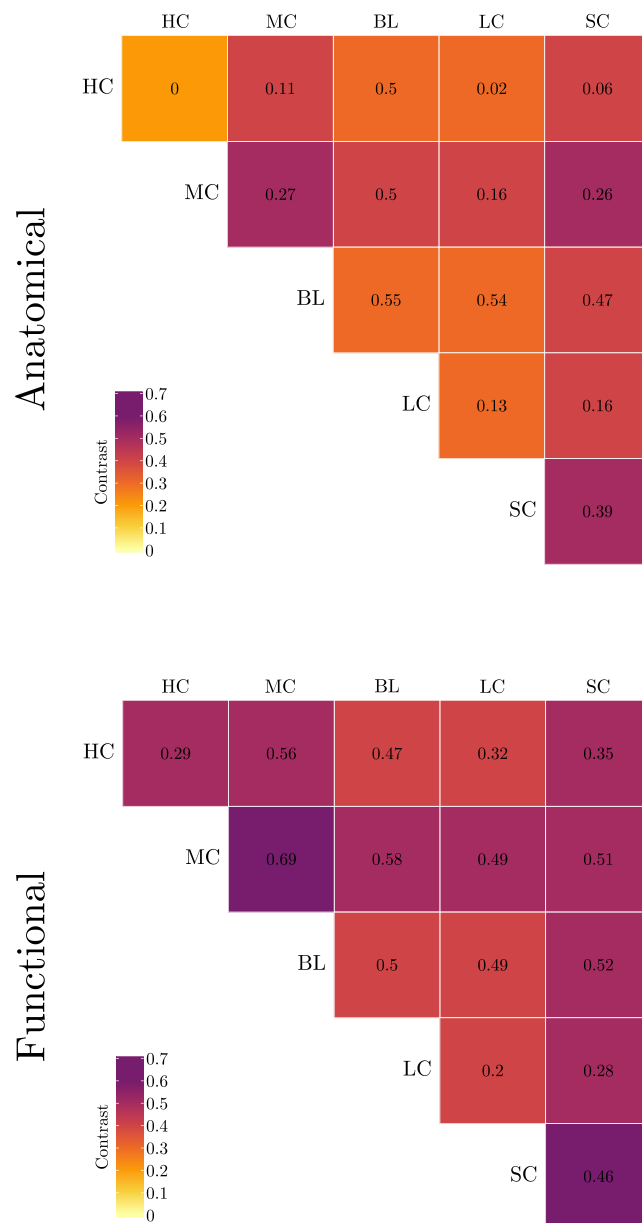 HC MC BL LC SC
HC 0 0.11 0.5 0.02 0.06
MC 0.27 0.5 0.16 0.26
BL 0.55 0.54 0.47
LC 0.13 0.16
SC 0.39
Anatomical
Contrast
0.7
0.6
0.5
0.4
0.3
0.2
0.1
0
HC MC BL LC SC
HC 0.29 0.56 0.47 0.32 0.35
MC 0.69 0.58 0.49 0.51
BL 0.5 0.49 0.52
LC 0.2 0.28
SC 0.46
Functional
Contrast
0.7
0.6
0.5
0.4
0.3
0.2
0.1
0